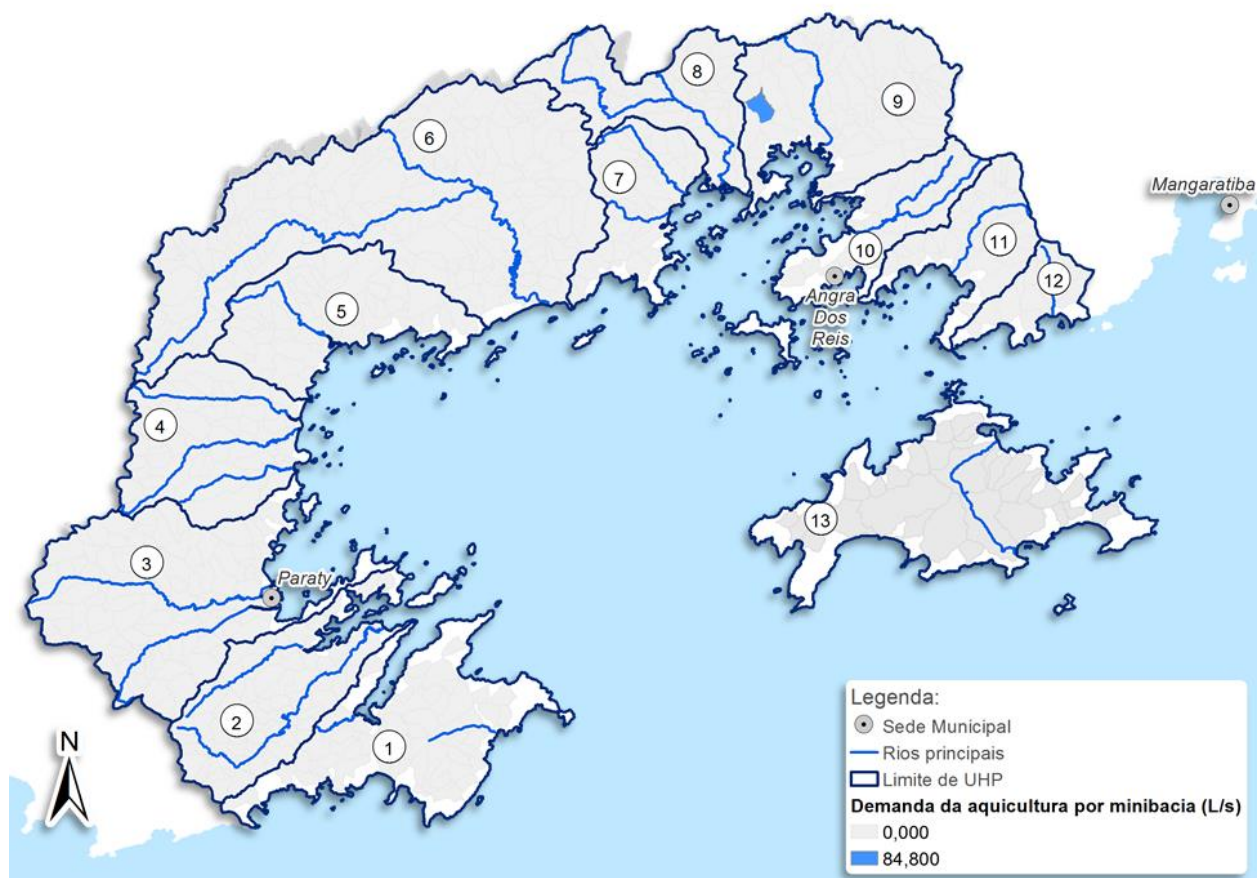 8
9
6
7
Mangaratiba
10
11
12
Angra
Dos
Reis
5
4
13
3
Paraty
2
1
N
Legenda:
Sede Municipal
Rios principais
Limite de UHP
Demanda da aquicultura por minibacia (L/s)
0,000
84,800